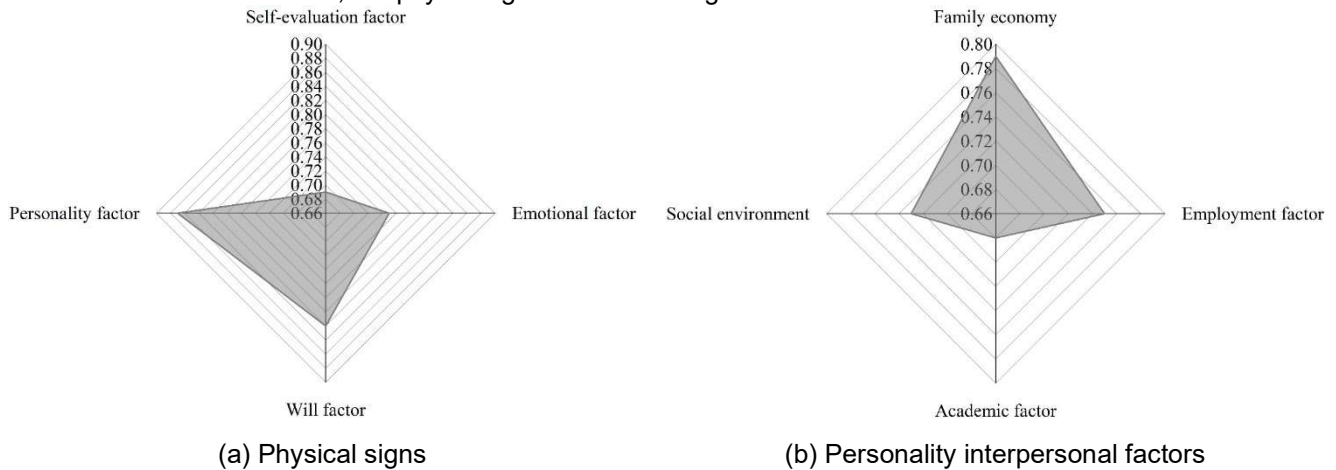 Self-evaluation factor
0.90
0.88
0.86
0.84
0.82
0.80
0.78
0.76
0.74
0.72
0.70
0.68
0.66
Personality factor
Emotional factor
Will factor
(a) Physical signs
Family economy
0.80
0.78
0.76
0.74
0.72
0.70
0.68
0.66
Social environment
Employment factor
Academic factor
(b) Personality interpersonal factors